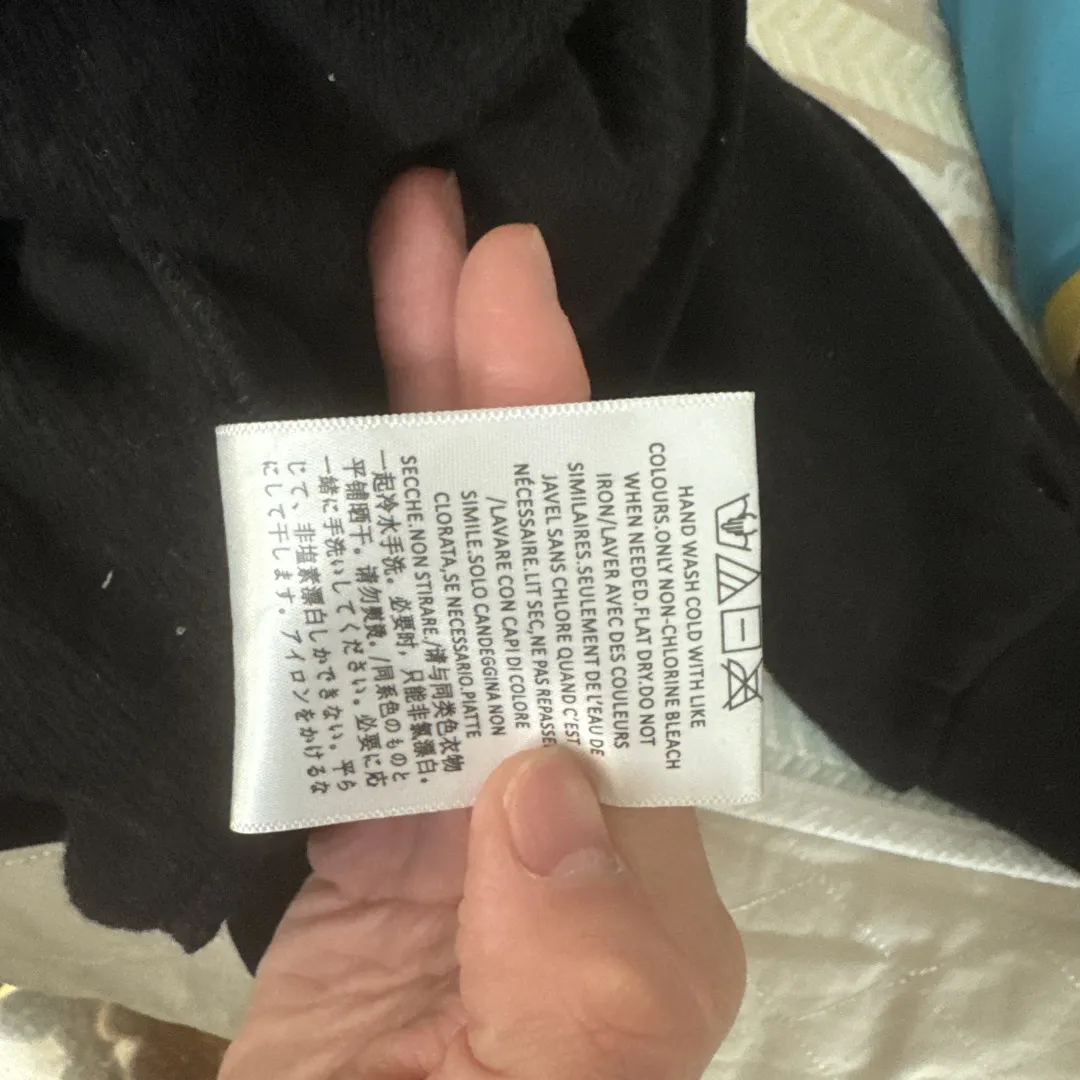 HAND WASH COLD WITH LIKE
COLOURS.ONLY NON-CHLORINE BLEACH
WHEN NEEDED.FLAT DRY.DO NOT
IRON/LAVER AVEC DES COULEURS
SIMILAIRES.SEULEMENT DE L'EAU DE
JAVEL SANS CHLORE QUAND C'EST
NÉCESSAIRE.LIT SEC,NE PAS REPASSE
/LAVARE CON CAPI DI COLORE
SIMILE.SOLO CANDEGGINA NON
CLORATA,SE NECESSARIO.PIATTE
SECCHE.NON STIRARE./请与同类色衣物
一起冷水手洗。必要时，只能非氯漂白。
平铺晒干。请勿熨烫。/同系色のものと
一緒に手洗いしてください。必要に応
じて、非塩素漂白しかできない。平ら
にして干します。アイロンをかけるな